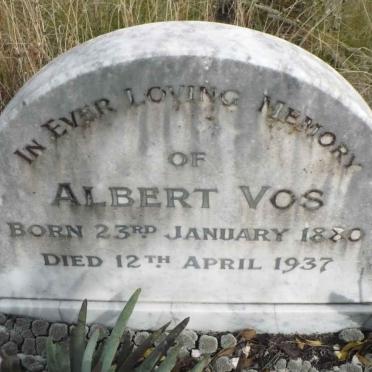 IN EVER LOVING MEMORY
OF
ALBERT VOS
BORN 23RD JANUARY
DIED 12TH APRIL 1937